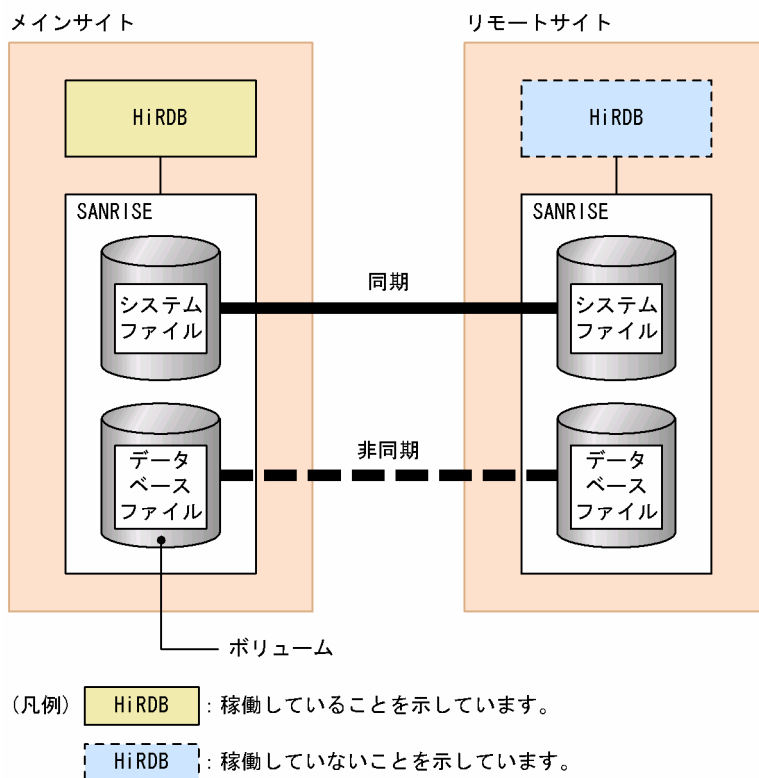 メインサイト
リモートサイト
HiRDB
HiRDB
SANRISE
SANRISE
システム
ファイル
同期
システム
ファイル
データ
ベース
ファイル
非同期
データ
ベース
ファイル
ボリューム
(凡例) HiRDB : 稼働していることを示しています。
HiRDB : 稼働していないことを示しています。